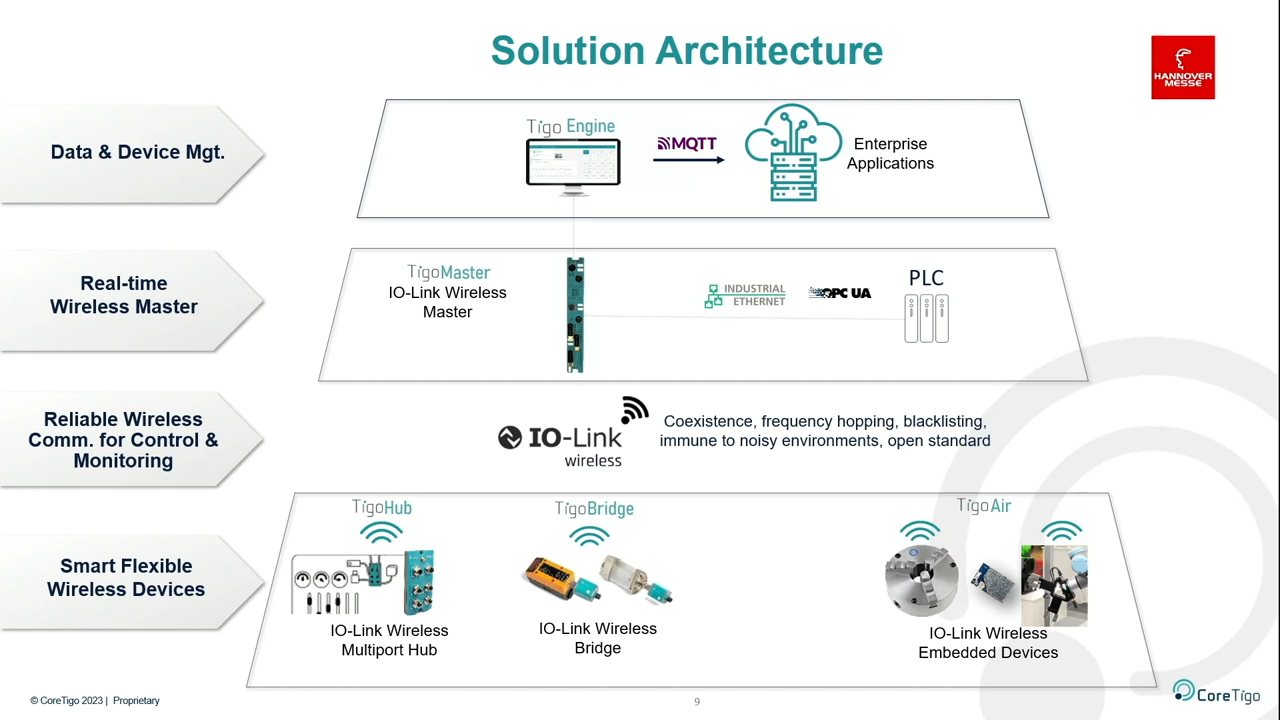 Solution Architecture
HANNOVER
MESSE
Data & Device Mgt.
Tigo Engine
MQTT
Enterprise
Applications
Real-time
Wireless Master
TigoMaster
IO-Link Wireless
Master
INDUSTRIAL
ETHERNET
OPC UA
PLC
Reliable Wireless
Comm. for Control &
Monitoring
IO-Link
wireless
Coexistence, frequency hopping, blacklisting,
immune to noisy environments, open standard
Smart Flexible
Wireless Devices
TigoHub
IO-Link Wireless
Multiport Hub
TigoBridge
IO-Link Wireless
Bridge
TigoAir
IO-Link Wireless
Embedded Devices
© CoreTigo 2023 | Proprietary
9
CoreTigo